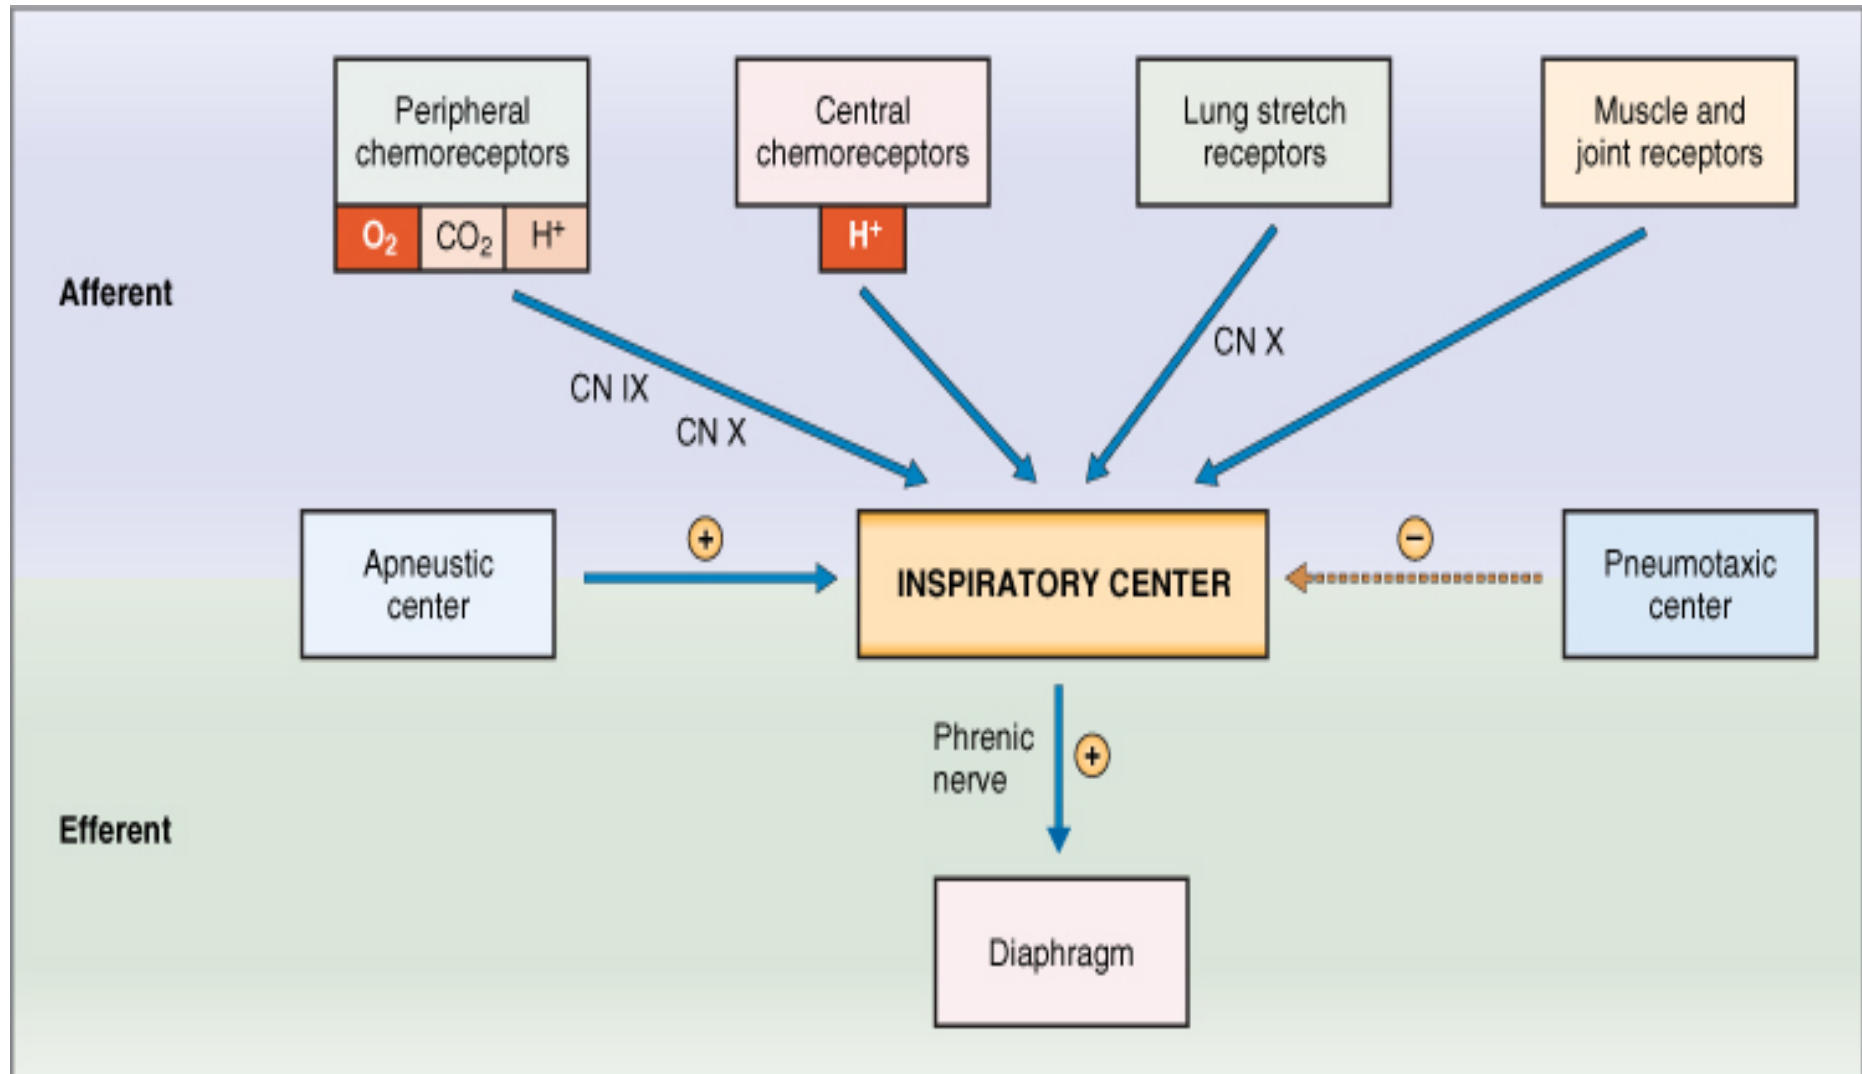 Peripheral
chemoreceptors
O₂ CO₂ H⁺
Central
chemoreceptors
H⁺
Lung stretch
receptors
Muscle and
joint receptors
Afferent
CN IX
CN X
CN X
Apneustic
center
+
INSPIRATORY CENTER
−
Pneumotaxic
center
Phrenic
nerve
+
Efferent
Diaphragm